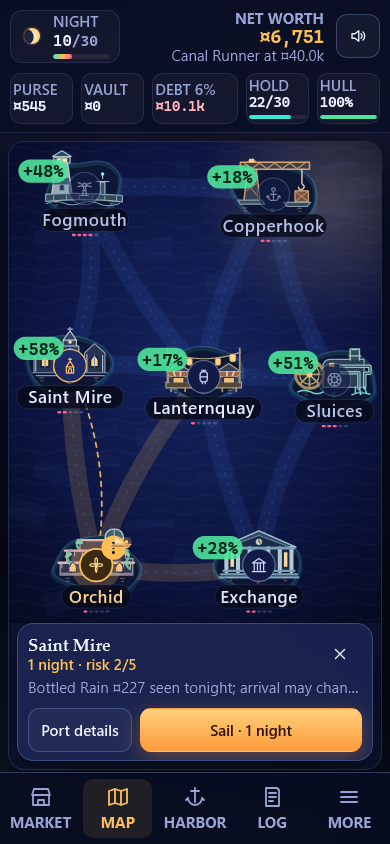 NIGHT
10/30
NET WORTH
¤6,751
Canal Runner at ¤40.0k
PURSE
¤545
VAULT
¤0
DEBT 6%
¤10.1k
HOLD
22/30
HULL
100%
+48%
Fogmouth
+18%
Copperhook
+58%
Saint Mire
+17%
Lanternquay
+51%
Sluices
Orchid
+28%
Exchange
Saint Mire
1 night · risk 2/5
Bottled Rain ¤227 seen tonight; arrival may chan...
Port details
Sail · 1 night
MARKET
MAP
HARBOR
LOG
MORE